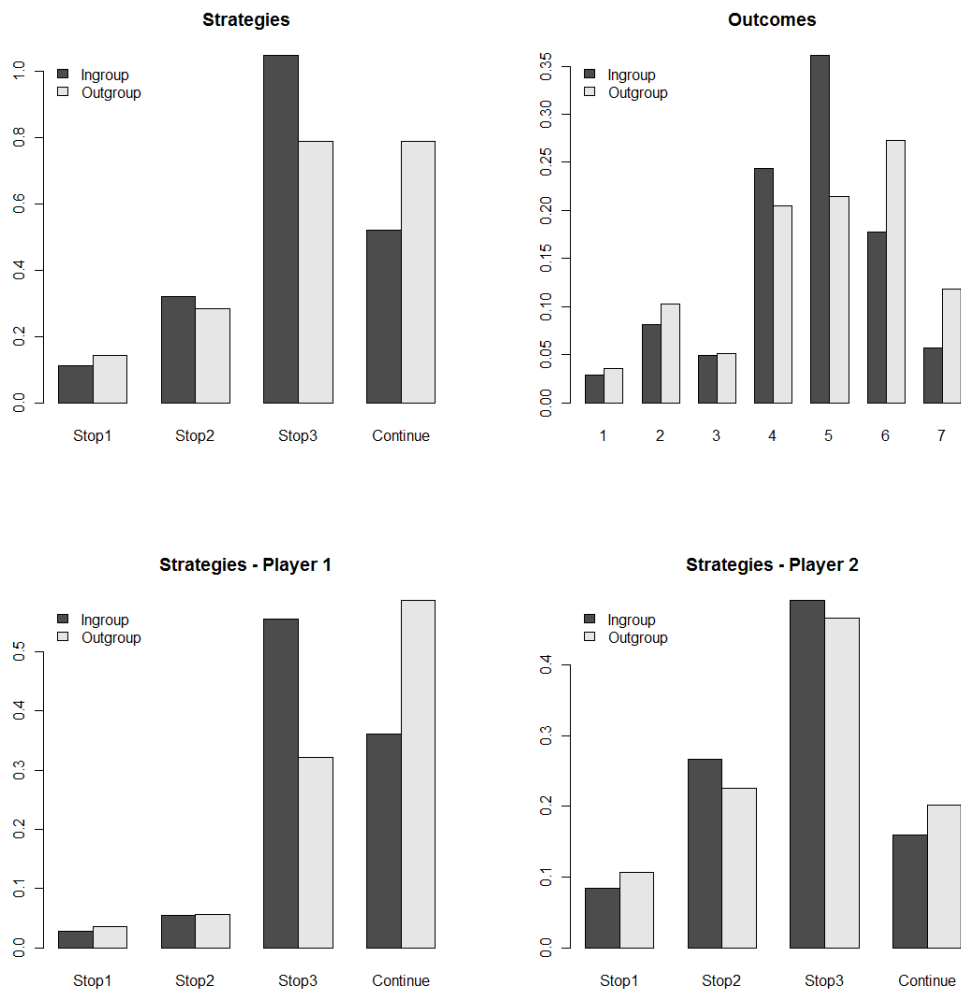 Strategies
Ingroup
Outgroup
0.0
0.2
0.4
0.6
0.8
1.0
Stop1 Stop2 Stop3 Continue
Outcomes
Ingroup
Outgroup
0.00
0.05
0.10
0.15
0.20
0.25
0.30
0.35
1 2 3 4 5 6 7
Strategies - Player 1
Ingroup
Outgroup
0.0
0.1
0.2
0.3
0.4
0.5
Stop1 Stop2 Stop3 Continue
Strategies - Player 2
Ingroup
Outgroup
0.0
0.1
0.2
0.3
0.4
Stop1 Stop2 Stop3 Continue